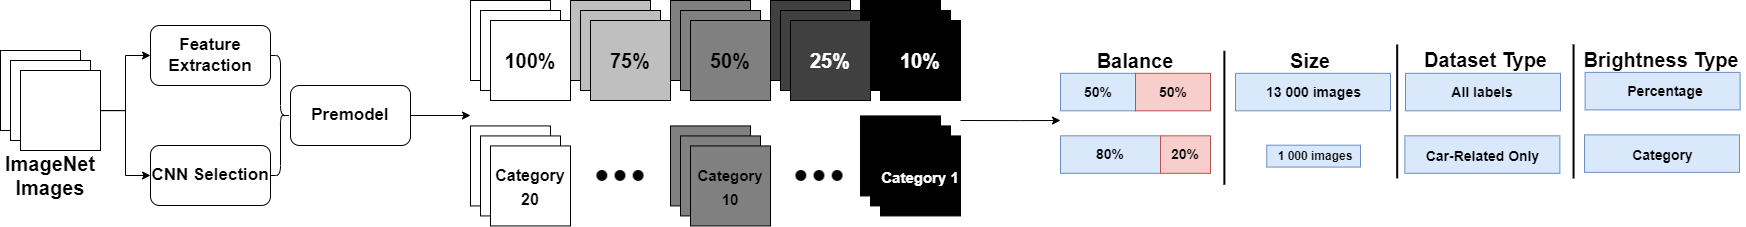 ImageNet
Images
Feature
Extraction
CNN Selection
Premodel
100%
75%
50%
25%
10%
Category
20
Category
10
Category 1
Balance
50%
50%
80%
20%
Size
13 000 images
1 000 images
Dataset Type
All labels
Car-Related Only
Brightness Type
Percentage
Category